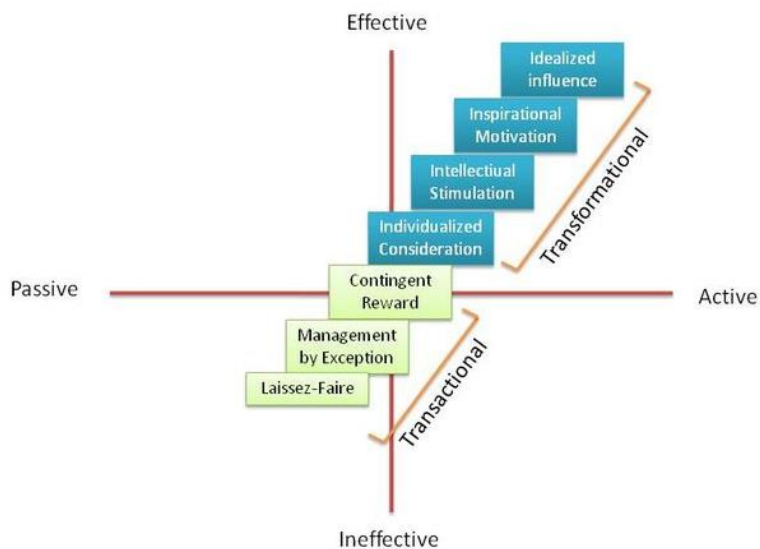 Effective
Idealized
influence
Inspirational
Motivation
Intellectiual
Stimulation
Individualized
Consideration
Transformational
Contingent
Reward
Passive
Active
Management
by Exception
Laissez-Faire
Transactional
Ineffective